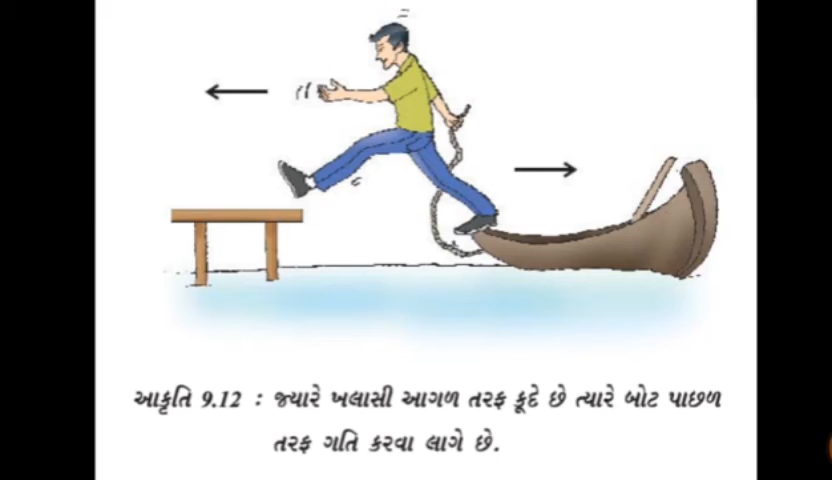 આકૃતિ 9.12 : જ્યારે ખલાસી આગળ તરફ કૂદે છે ત્યારે બોટ પાછળ
તરફ ગતિ કરવા લાગે છે.